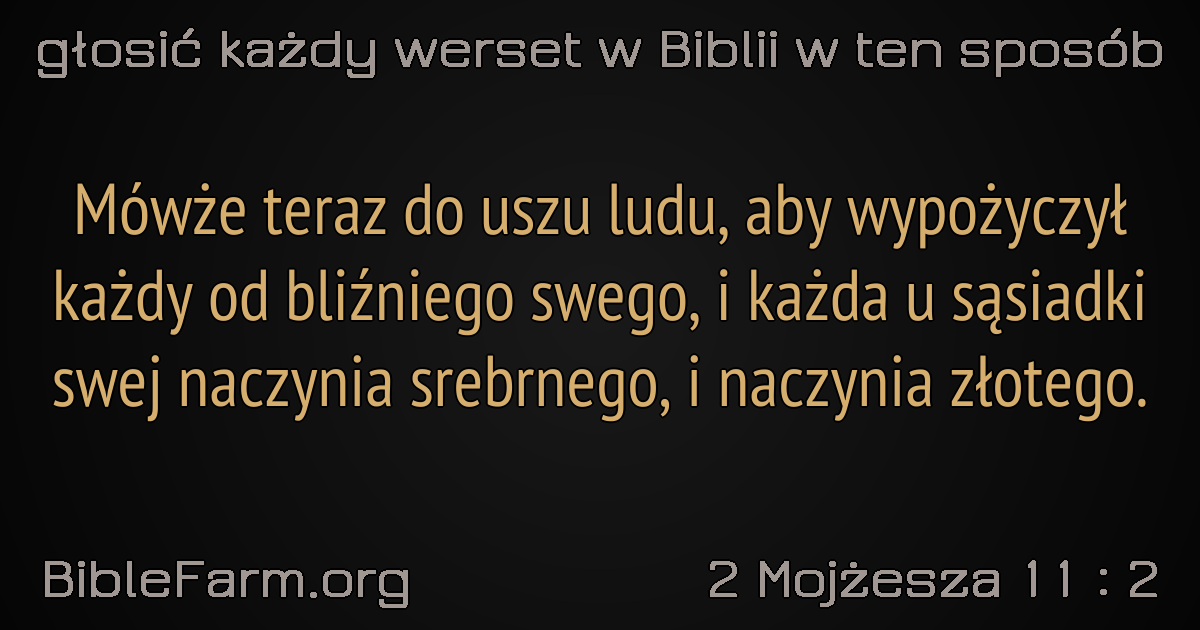 głosić każdy werset w Biblii w ten sposób
Mówże teraz do uszu ludu, aby wypożyczył
każdy od bliźniego swego, i każda u sąsiadki
swej naczynia srebrnego, i naczynia złotego.
BibleFarm.org
2 Mojżesza 11 : 2